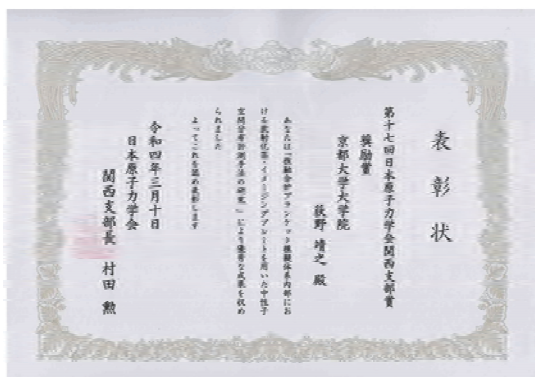 表彰状
第十七回日本原子力学会関西支部賞
奨励賞
京都大学大学院
荻野 靖之 殿
あなたは「核融合炉ブランケット模擬体系内部にお
ける放射化箔・イメージングプレートを用いた中性子
空間分布計測手法の研究」により優秀な成果を収め
られました
よってこれを認め表彰します
令和四年三月十日
日本原子力学会
関西支部長 村田 勲